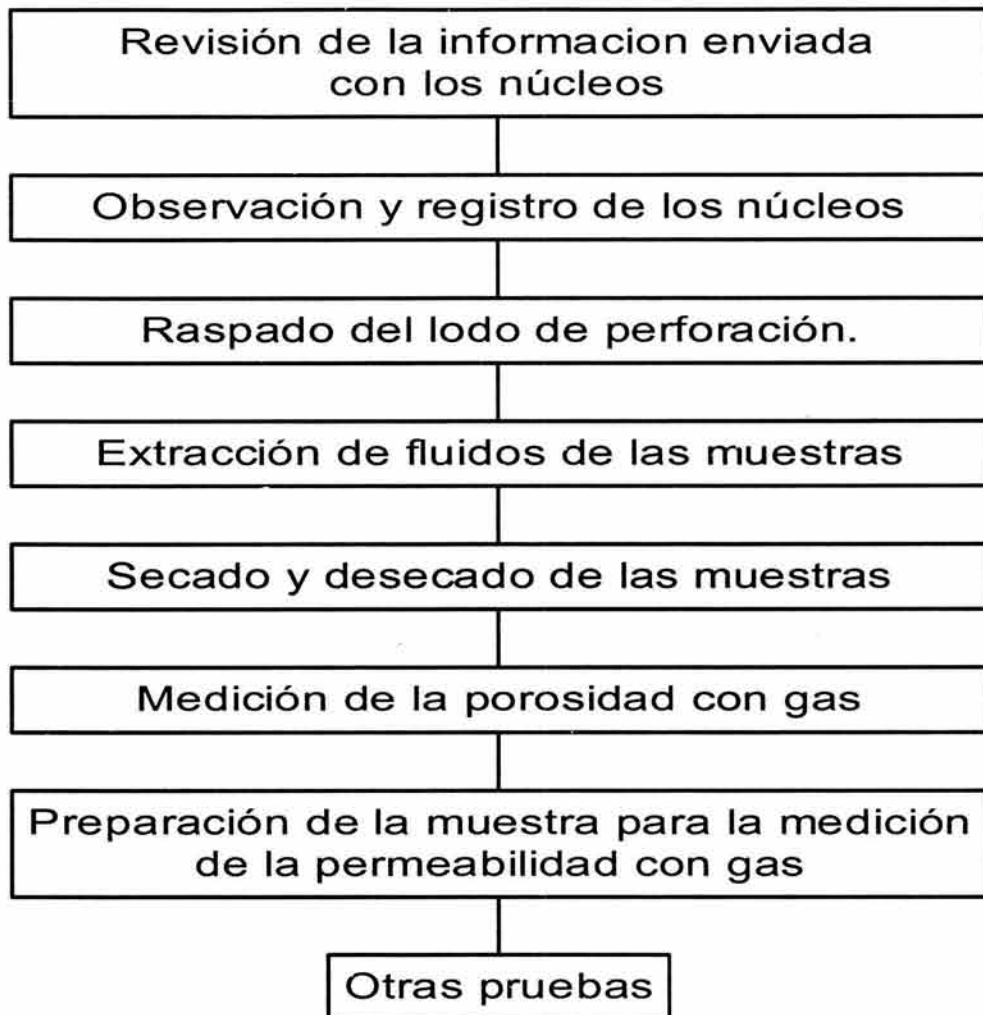 Revisión de la informacion enviada
con los núcleos
Observación y registro de los núcleos
Raspado del lodo de perforación.
Extracción de fluidos de las muestras
Secado y desecado de las muestras
Medición de la porosidad con gas
Preparación de la muestra para la medición
de la permeabilidad con gas
Otras pruebas